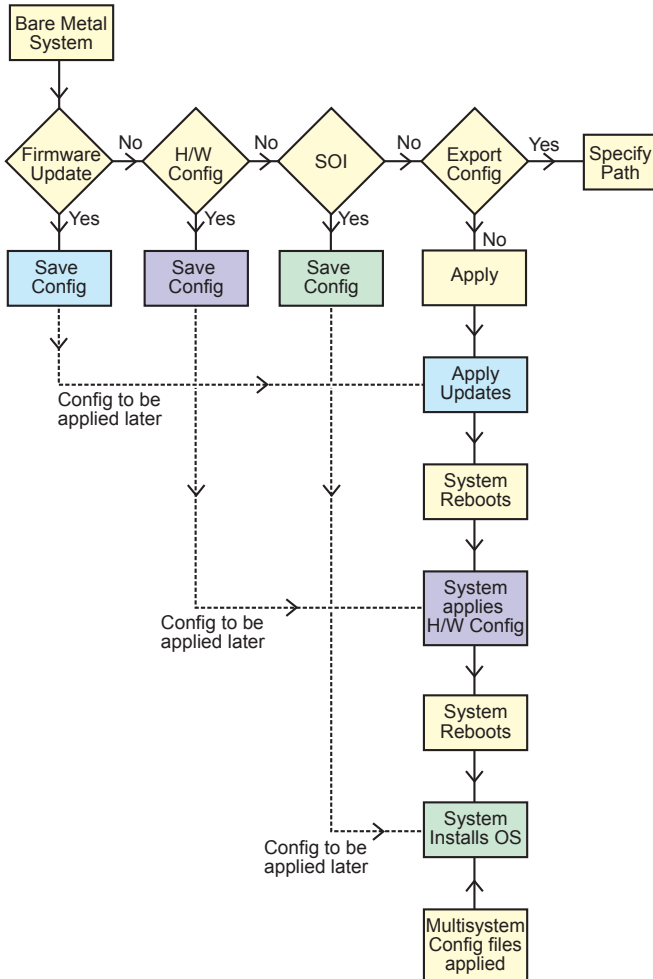 Bare Metal
System
Firmware
Update
No
H/W
Config
No
SOI
No
Export
Config
Yes
Specify
Path
Yes
Yes
Yes
No
Save
Config
Save
Config
Save
Config
Apply
Config to be
applied later
Apply
Updates
System
Reboots
System
applies
H/W Config
Config to be
applied later
System
Reboots
System
Installs OS
Config to be
applied later
Multisystem
Config files
applied